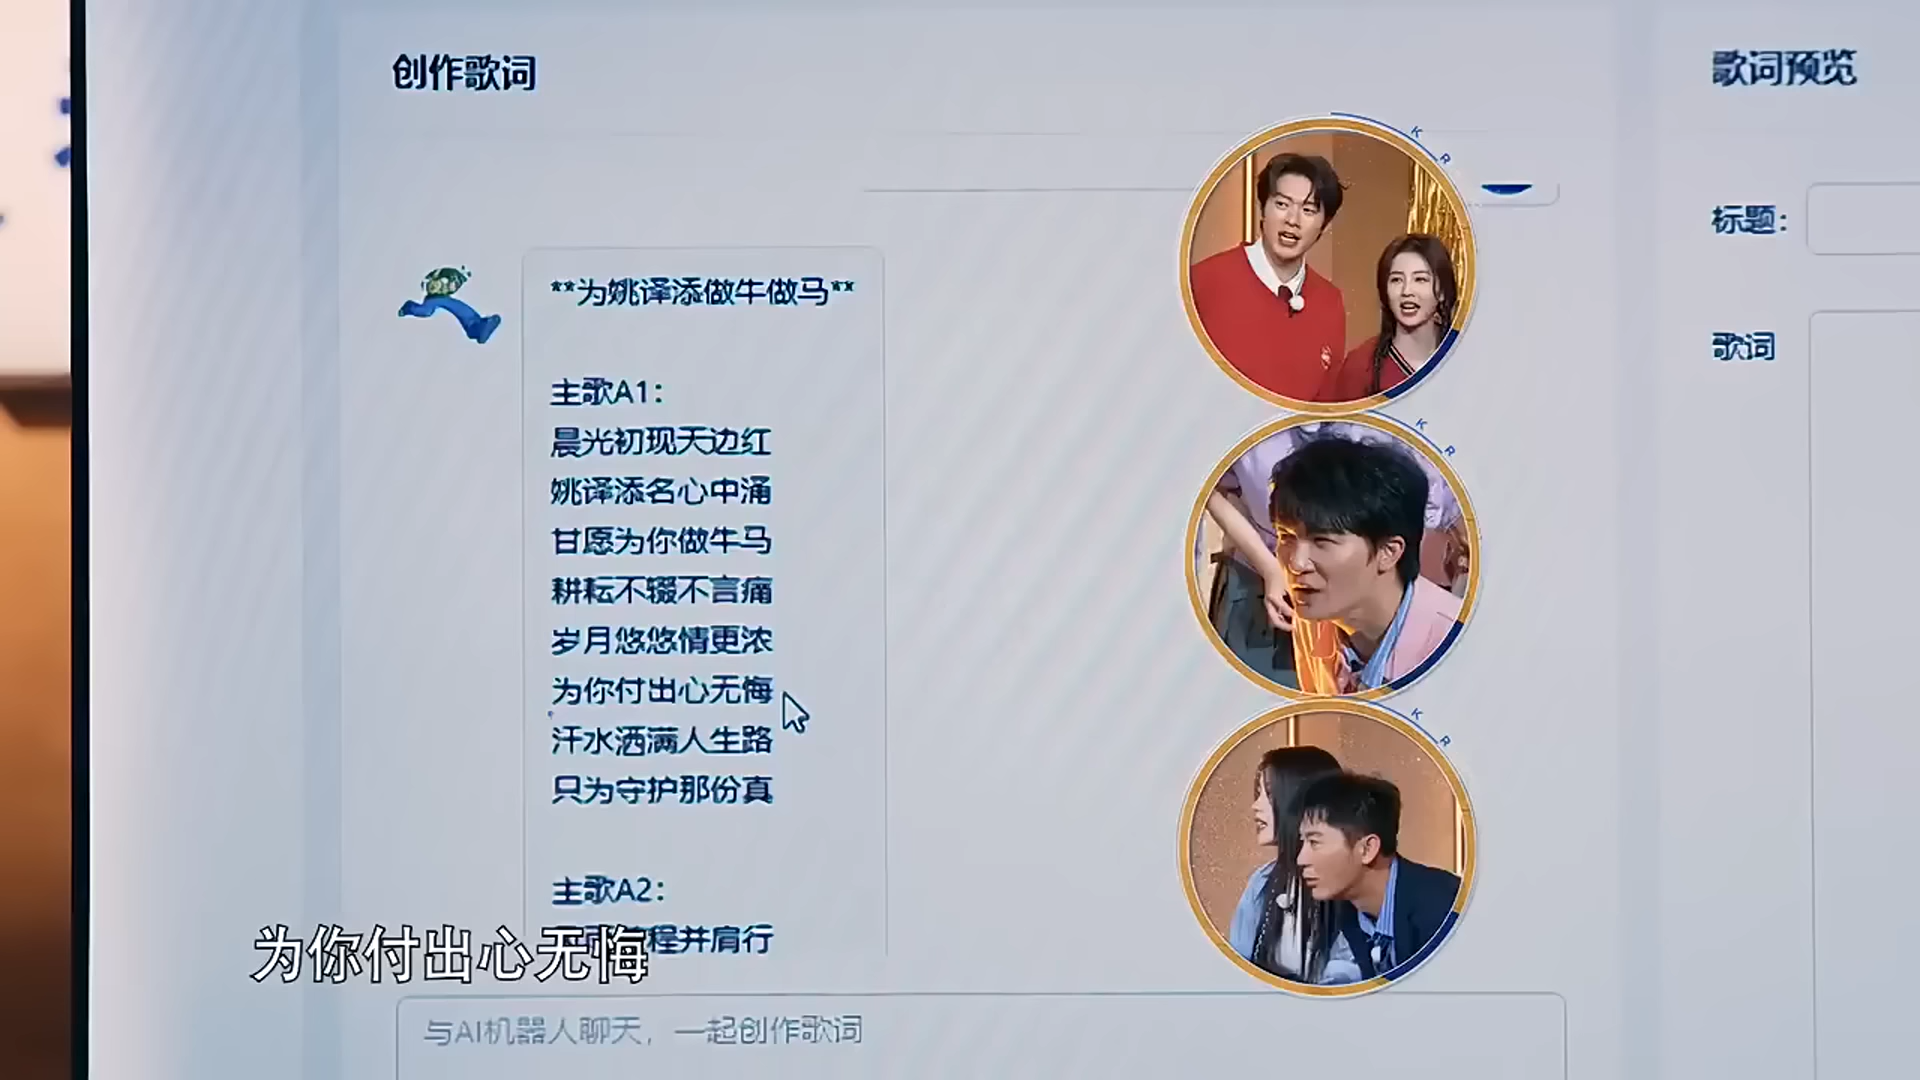 创作歌词
歌词预览
标题：
歌词
**为姚译添做牛做马**
主歌A1：
晨光初现天边红
姚译添名心中涌
甘愿为你做牛马
耕耘不辍不言痛
岁月悠悠情更浓
为你付出心无悔
汗水洒满人生路
只为守护那份真
主歌A2：
程并肩行
为你付出心无悔
与AI机器人聊天，一起创作歌词
K
R
K
R
K
R